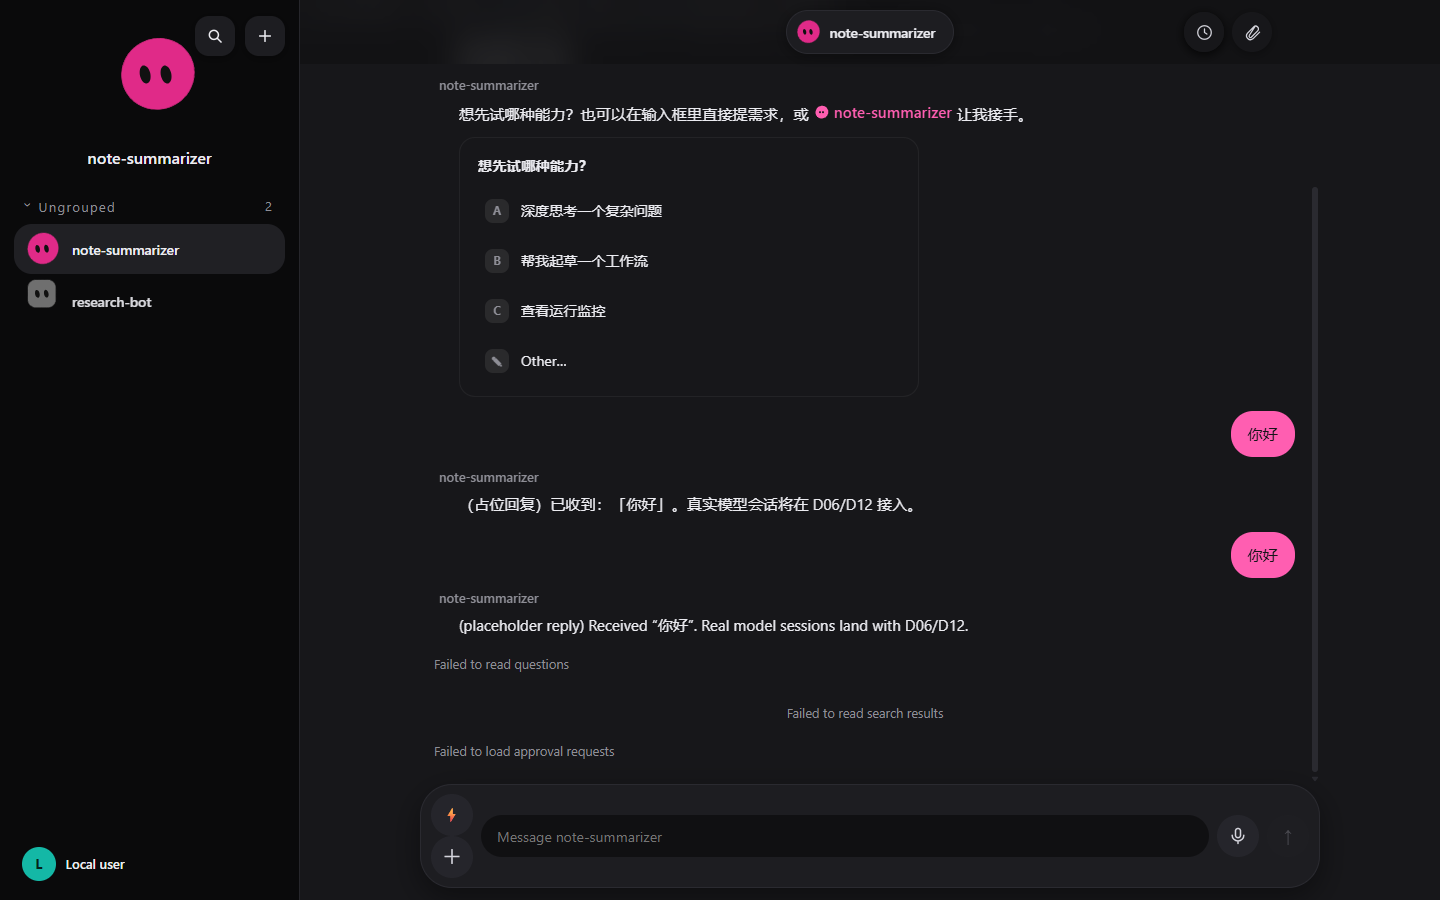 note-summarizer
Ungrouped 2
note-summarizer
research-bot
L Local user
note-summarizer
note-summarizer
想先试哪种能力？也可以在输入框里直接提需求，或 note-summarizer 让我接手。
想先试哪种能力？
A 深度思考一个复杂问题
B 帮我起草一个工作流
C 查看运行监控
Other...
你好
note-summarizer
（占位回复）已收到：「你好」。真实模型会话将在 D06/D12 接入。
你好
note-summarizer
(placeholder reply) Received “你好”. Real model sessions land with D06/D12.
Failed to read questions
Failed to read search results
Failed to load approval requests
Message note-summarizer